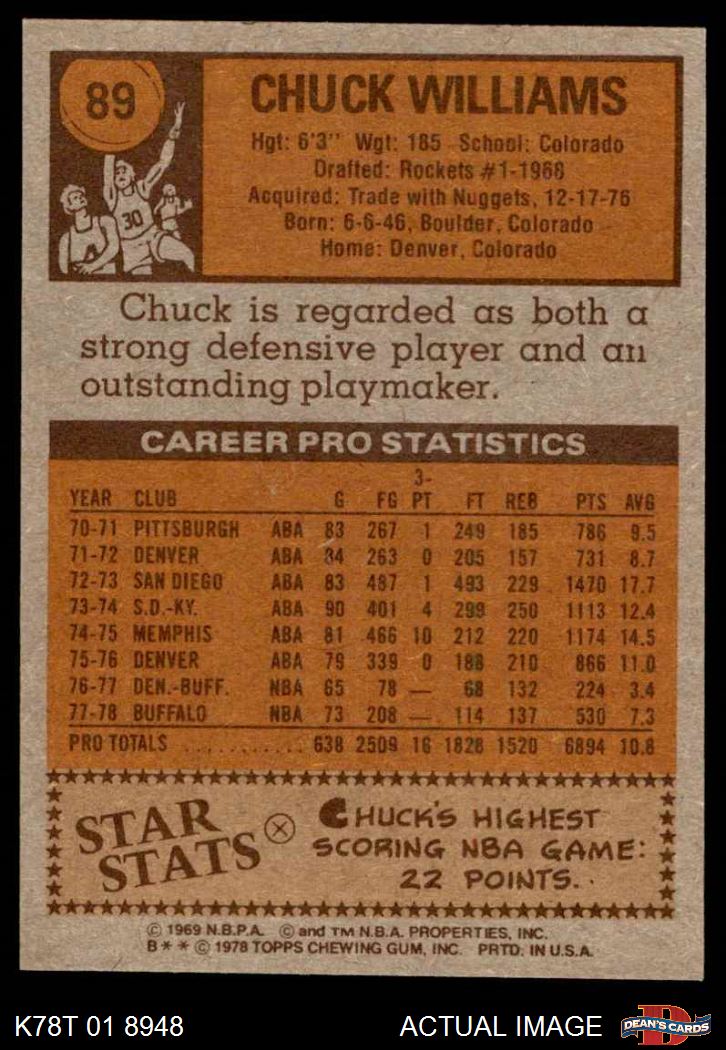 89
CHUCK WILLIAMS
Hgt: 6'3" Wgt: 185 School: Colorado
Drafted: Rockets #1-1968
Acquired: Trade with Nuggets, 12-17-76
Born: 6-6-46, Boulder, Colorado
Home: Denver, Colorado
30
Chuck is regarded as both a
strong defensive player and an
outstanding playmaker.
CAREER PRO STATISTICS
YEAR CLUB G FG 3-PT FT REB PTS AVG
70-71 PITTSBURGH ABA 83 267 1 249 185 786 9.5
71-72 DENVER ABA 84 263 0 205 157 731 8.7
72-73 SAN DIEGO ABA 83 487 1 493 229 1470 17.7
73-74 S.D.-KY. ABA 90 401 4 299 250 1113 12.4
74-75 MEMPHIS ABA 81 466 10 212 220 1174 14.5
75-76 DENVER ABA 79 339 0 188 210 866 11.0
76-77 DEN.-BUFF. NBA 65 78 — 68 132 224 3.4
77-78 BUFFALO NBA 73 208 — 114 137 530 7.3
PRO TOTALS ............ 638 2509 16 1828 1520 6894 10.8
STAR STATS
CHUCK'S HIGHEST
SCORING NBA GAME:
22 POINTS.
© 1969 N.B.P.A. © and TM N.B.A. PROPERTIES, INC.
B * * © 1978 TOPPS CHEWING GUM, INC. PRTD. IN U.S.A.
K78T 01 8948 ACTUAL IMAGE D DEAN'S CARDS